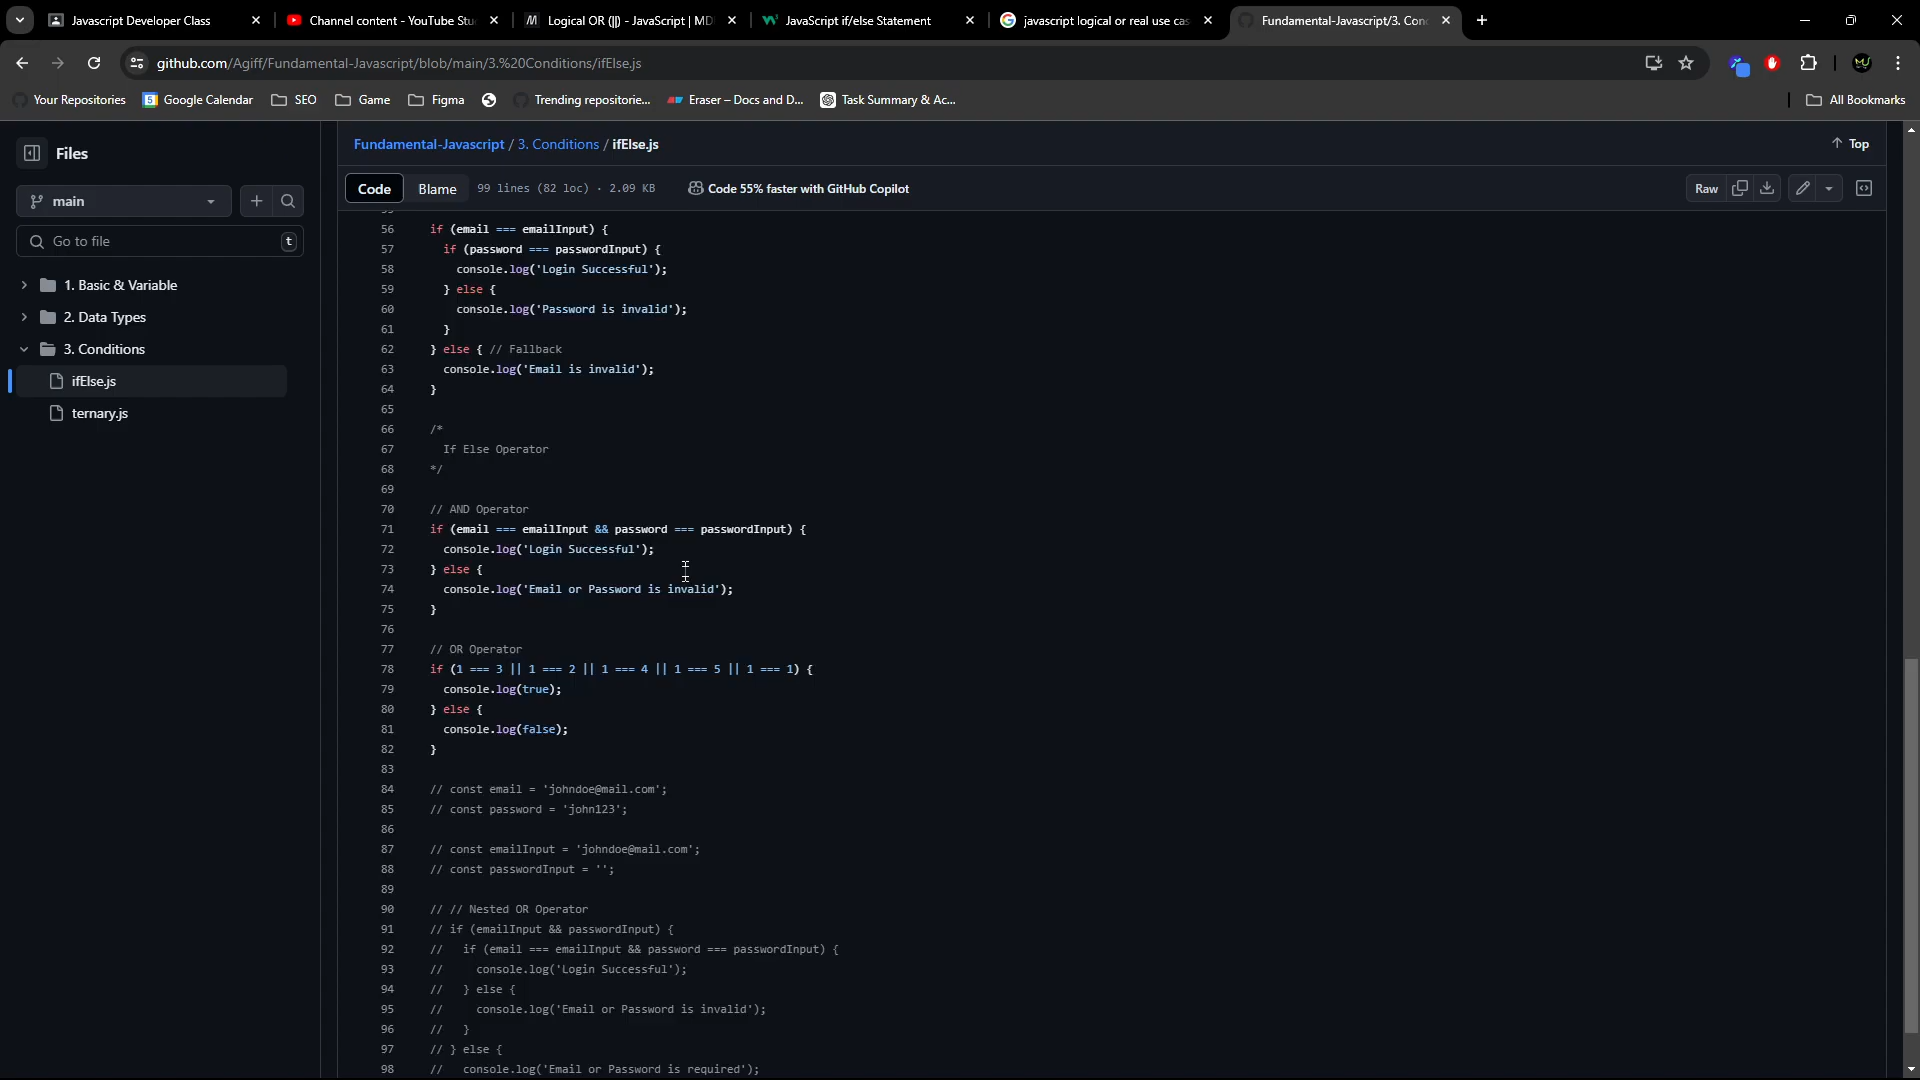 Javascript Developer Class
Channel content - YouTube Stu
Logical OR (||) - JavaScript | MD
JavaScript if/else Statement
javascript logical or real use cas
Fundamental-Javascript/3. Con
github.com/Agiff/Fundamental-Javascript/blob/main/3.%20Conditions/ifElse.js
Your Repositories
Google Calendar
SEO
Game
Figma
Trending repositorie...
Eraser – Docs and D...
Task Summary & Ac...
All Bookmarks
Files
main
Go to file
t
1. Basic & Variable
2. Data Types
3. Conditions
ifElse.js
ternary.js
Fundamental-Javascript / 3. Conditions / ifElse.js
Top
Code
Blame
99 lines (82 loc) · 2.09 KB
Code 55% faster with GitHub Copilot
Raw
56 if (email === emailInput) {
57 if (password === passwordInput) {
58 console.log('Login Successful');
59 } else {
60 console.log('Password is invalid');
61 }
62 } else { // Fallback
63 console.log('Email is invalid');
64 }
65
66 /*
67 If Else Operator
68 */
69
70 // AND Operator
71 if (email === emailInput && password === passwordInput) {
72 console.log('Login Successful');
73 } else {
74 console.log('Email or Password is invalid');
75 }
76
77 // OR Operator
78 if (1 === 3 || 1 === 2 || 1 === 4 || 1 === 5 || 1 === 1) {
79 console.log(true);
80 } else {
81 console.log(false);
82 }
83
84 // const email = 'johndoe@mail.com';
85 // const password = 'john123';
86
87 // const emailInput = 'johndoe@mail.com';
88 // const passwordInput = '';
89
90 // // Nested OR Operator
91 // if (emailInput && passwordInput) {
92 // if (email === emailInput && password === passwordInput) {
93 // console.log('Login Successful');
94 // } else {
95 // console.log('Email or Password is invalid');
96 // }
97 // } else {
98 // console.log('Email or Password is required');